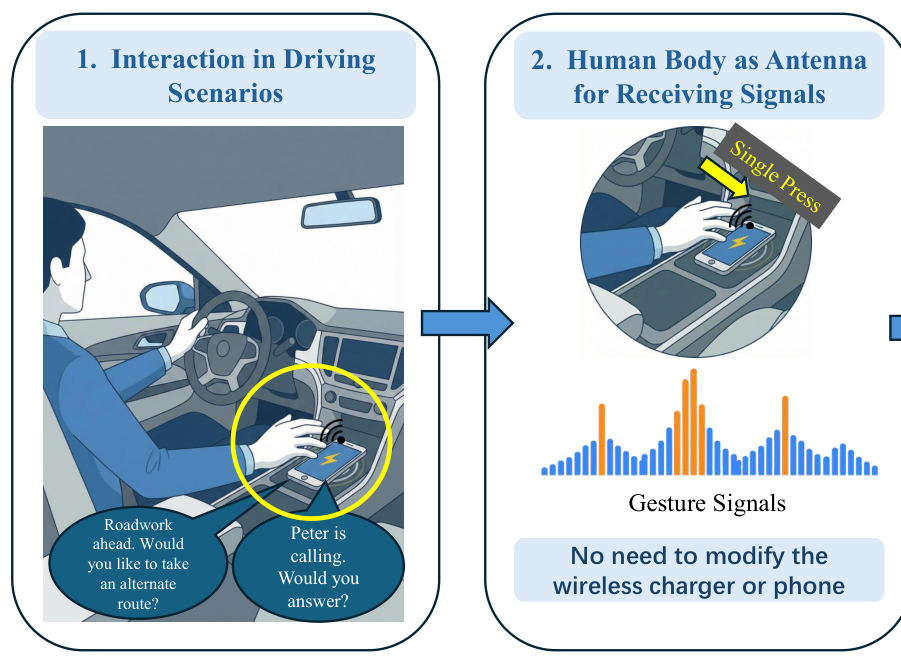 1. Interaction in Driving
Scenarios
Roadwork
ahead. Would
you like to take
an alternate
route?
Peter is
calling.
Would you
answer?
2. Human Body as Antenna
for Receiving Signals
Single Press
Gesture Signals
No need to modify the
wireless charger or phone